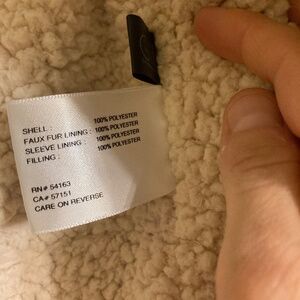 SHELL : 100% POLYESTER
FAUX FUR LINING : 100% POLYESTER
SLEEVE LINING : 100% POLYESTER
FILLING : 100% POLYESTER
RN# 54163
CA# 57151
CARE ON REVERSE